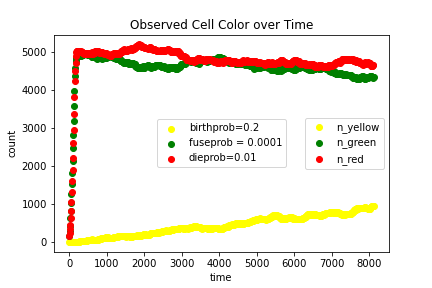 Observed Cell Color over Time
count
5000
4000
3000
2000
1000
0
birthprob=0.2
fuseprob = 0.0001
dieprob=0.01
n_yellow
n_green
n_red
0 1000 2000 3000 4000 5000 6000 7000 8000
time